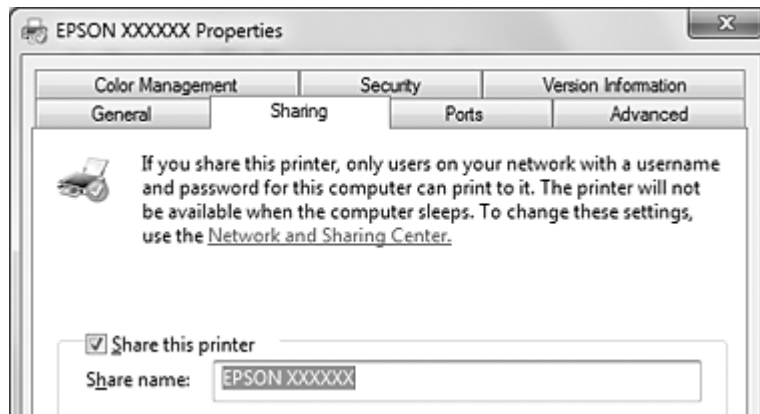 EPSON XXXXXX Properties
Color Management Security Version Information
General Sharing Ports Advanced
If you share this printer, only users on your network with a username
and password for this computer can print to it. The printer will not
be available when the computer sleeps. To change these settings,
use the Network and Sharing Center.
Share this printer
Share name: EPSON XXXXXX